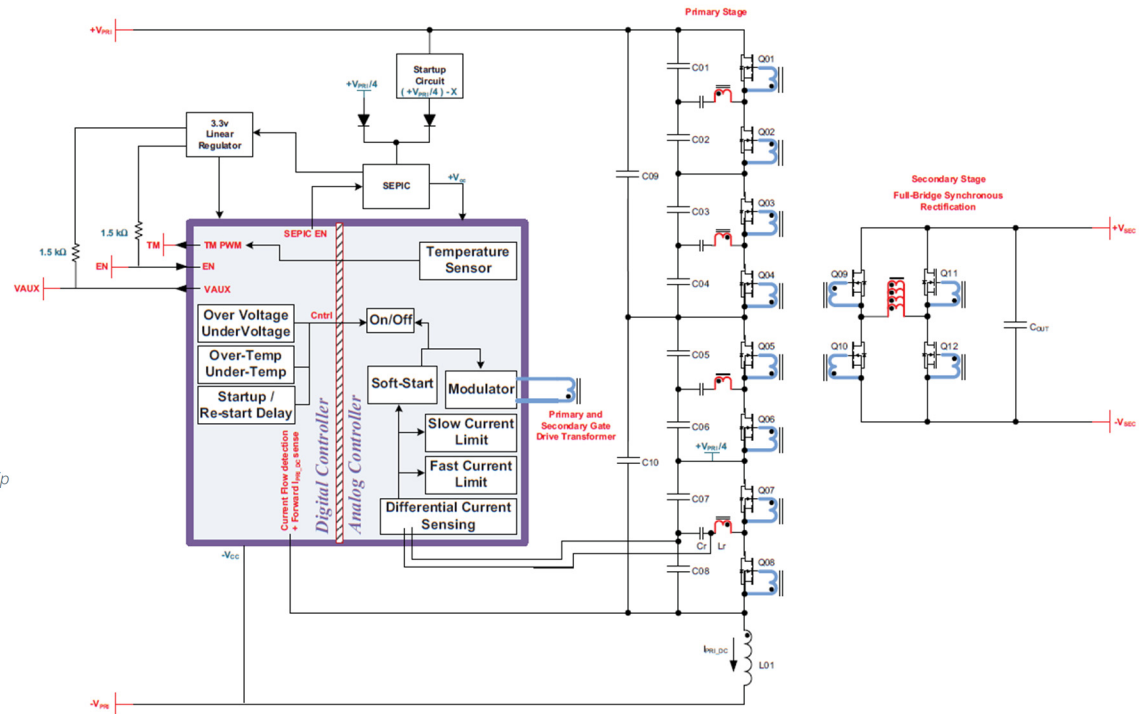 Primary Stage
+VPRI
Startup
Circuit
(+VPRI/4) -X
+VPRI/4
3.3v
Linear
Regulator
SEPIC
+Vcc
1.5 kΩ
1.5 kΩ
SEPIC EN
TM
TM PWM
EN
EN
VAUX
VAUX
Temperature
Sensor
Over Voltage
UnderVoltage
Cntrl
On/Off
Over-Temp
Under-Temp
Startup /
Re-start Delay
Soft-Start
Modulator
Primary and
Secondary Gate
Drive Transformer
Slow Current
Limit
Fast Current
Limit
Differential Current
Sensing
Current Flow detection
+ Forward IPRI_DC sense
Digital Controller
Analog Controller
-VCC
ip
C01
C02
C03
C04
C05
C06
+VPRI/4
C07
C08
C09
C10
Cr
Lr
Q01
Q02
Q03
Q04
Q05
Q06
Q07
Q08
IPRI_DC
L01
-VPRI
Secondary Stage
Full-Bridge Synchronous
Rectification
Q09
Q11
Q10
Q12
COUT
+VSEC
-VSEC